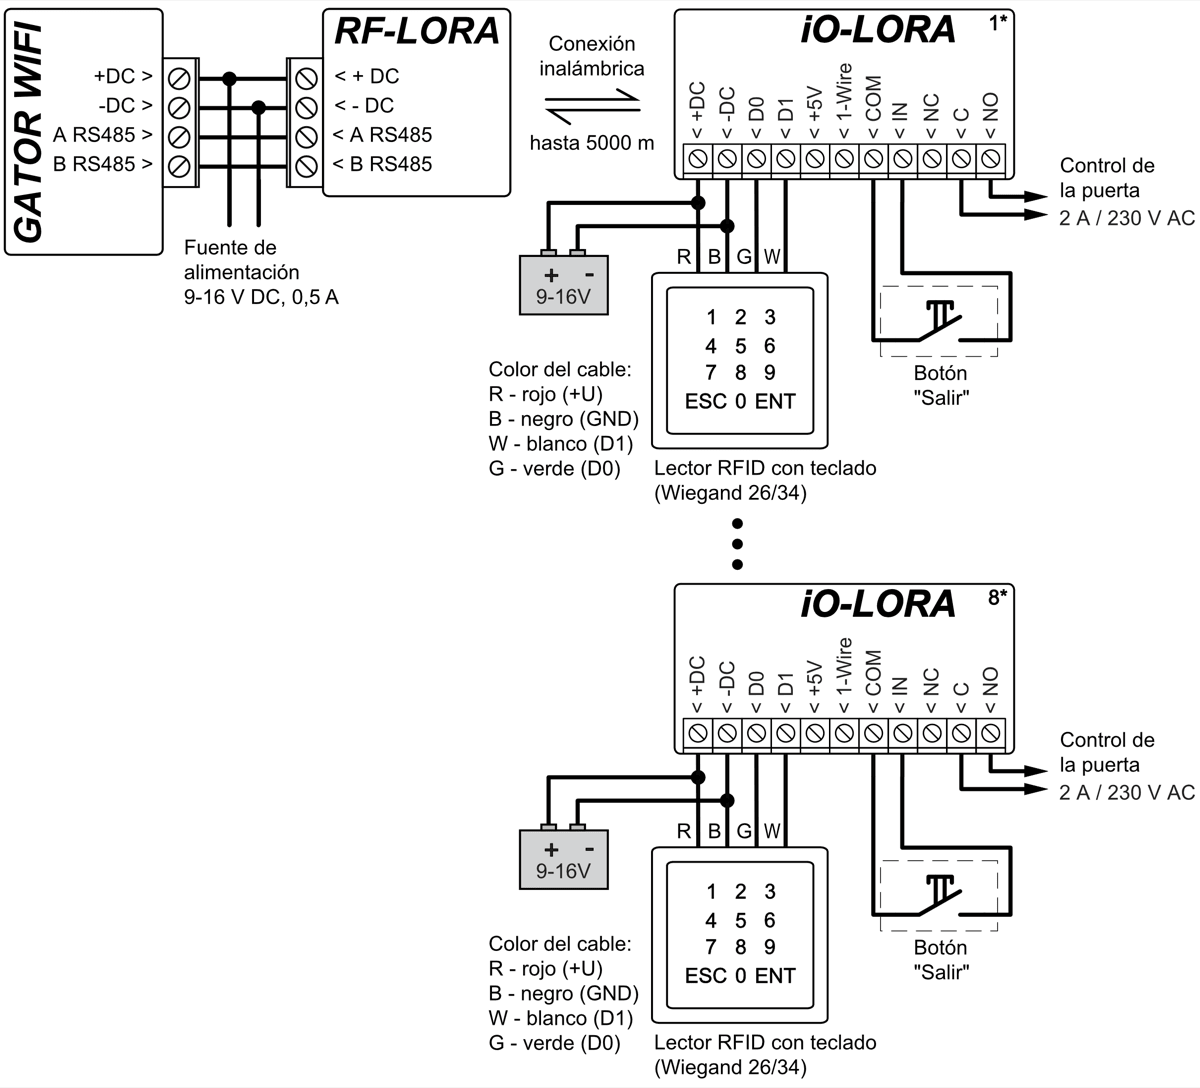 GATOR WIFI
+DC >
-DC >
A RS485 >
B RS485 >
RF-LORA
< + DC
< - DC
< A RS485
< B RS485
Fuente de
alimentación
9-16 V DC, 0,5 A
Conexión
inalámbrica
hasta 5000 m
iO-LORA 1*
< +DC
< -DC
< D0
< D1
< +5V
< 1-Wire
< COM
< IN
< NC
< C
< NO
Control de
la puerta
2 A / 230 V AC
+ -
9-16V
R B G W
1 2 3
4 5 6
7 8 9
ESC 0 ENT
Botón
"Salir"
Color del cable:
R - rojo (+U)
B - negro (GND)
W - blanco (D1)
G - verde (D0)
Lector RFID con teclado
(Wiegand 26/34)
iO-LORA 8*
< +DC
< -DC
< D0
< D1
< +5V
< 1-Wire
< COM
< IN
< NC
< C
< NO
Control de
la puerta
2 A / 230 V AC
+ -
9-16V
R B G W
1 2 3
4 5 6
7 8 9
ESC 0 ENT
Botón
"Salir"
Color del cable:
R - rojo (+U)
B - negro (GND)
W - blanco (D1)
G - verde (D0)
Lector RFID con teclado
(Wiegand 26/34)